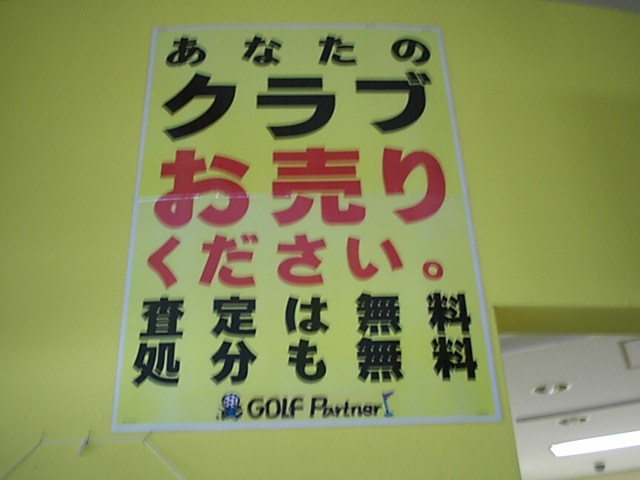 あなたの
クラブ
お売り
ください。
査定は無料
処分も無料
GOLF Partner